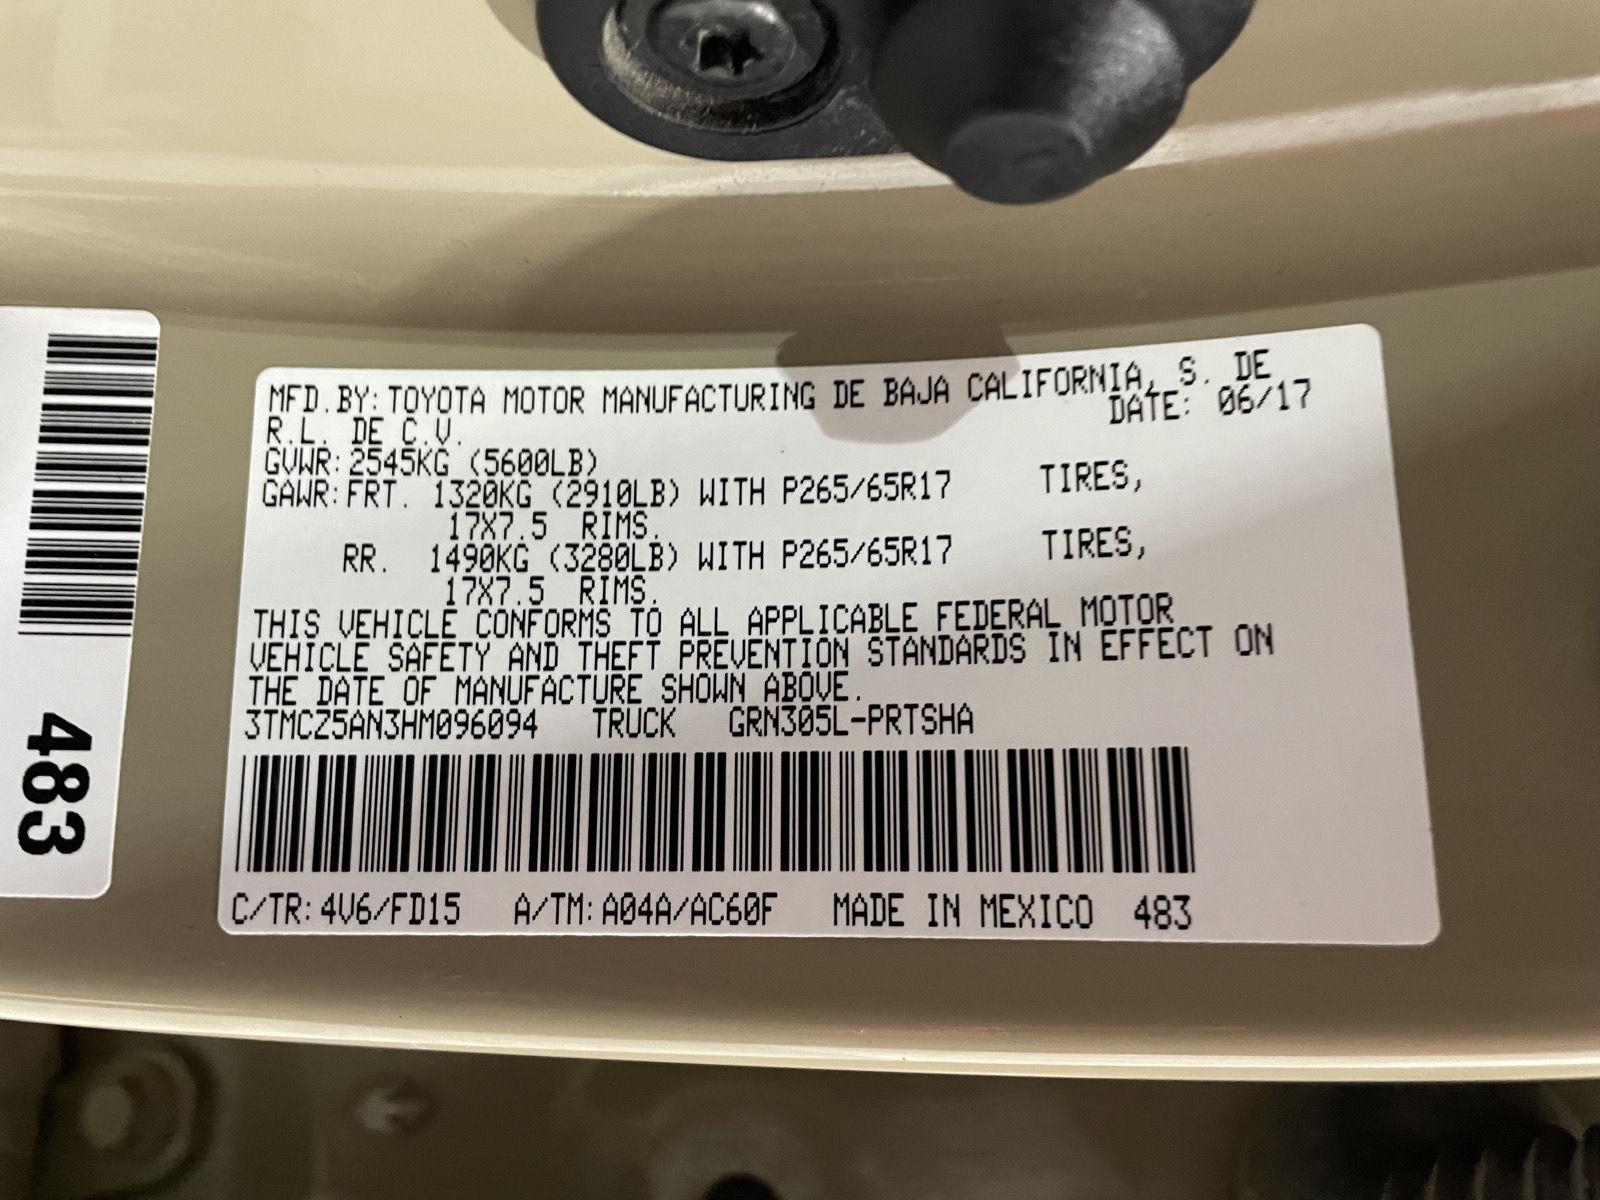 MFD.BY: TOYOTA MOTOR MANUFACTURING DE BAJA CALIFORNIA, S. DE
R.L. DE C.V. DATE: 06/17
GVWR: 2545KG (5600LB)
GAWR: FRT. 1320KG (2910LB) WITH P265/65R17 TIRES,
17X7.5 RIMS.
RR. 1490KG (3280LB) WITH P265/65R17 TIRES,
17X7.5 RIMS.
THIS VEHICLE CONFORMS TO ALL APPLICABLE FEDERAL MOTOR
VEHICLE SAFETY AND THEFT PREVENTION STANDARDS IN EFFECT ON
THE DATE OF MANUFACTURE SHOWN ABOVE.
3TMCZ5AN3HM096094 TRUCK GRN305L-PRTSHA
C/TR: 4V6/FD15 A/TM: A04A/AC60F MADE IN MEXICO 483
483